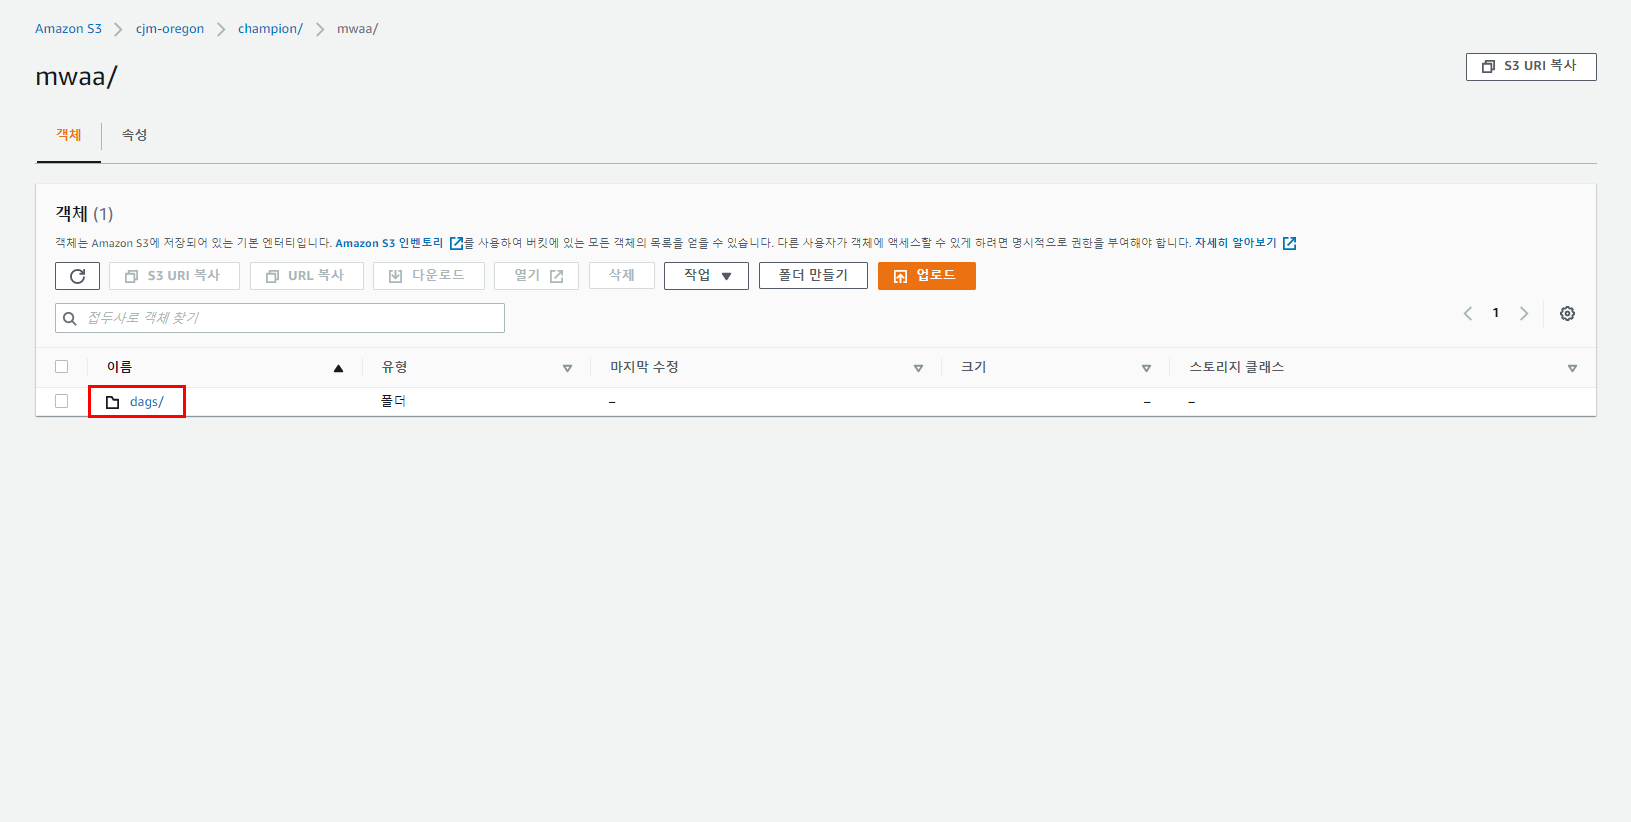 Amazon S3 cjm-oregon champion/ mwaa/
mwaa/
S3 URI 복사
객체 속성
객체 (1)
객체는 Amazon S3에 저장되어 있는 기본 엔터티입니다. Amazon S3 인벤토리 를 사용하여 버킷에 있는 모든 객체의 목록을 얻을 수 있습니다. 다른 사용자가 객체에 액세스할 수 있게 하려면 명시적으로 권한을 부여해야 합니다. 자세히 알아보기
S3 URI 복사 URL 복사 다운로드 열기 삭제 작업 폴더 만들기 업로드
접두사로 객체 찾기
1
이름 유형 마지막 수정 크기 스토리지 클래스
dags/ 폴더 – – –